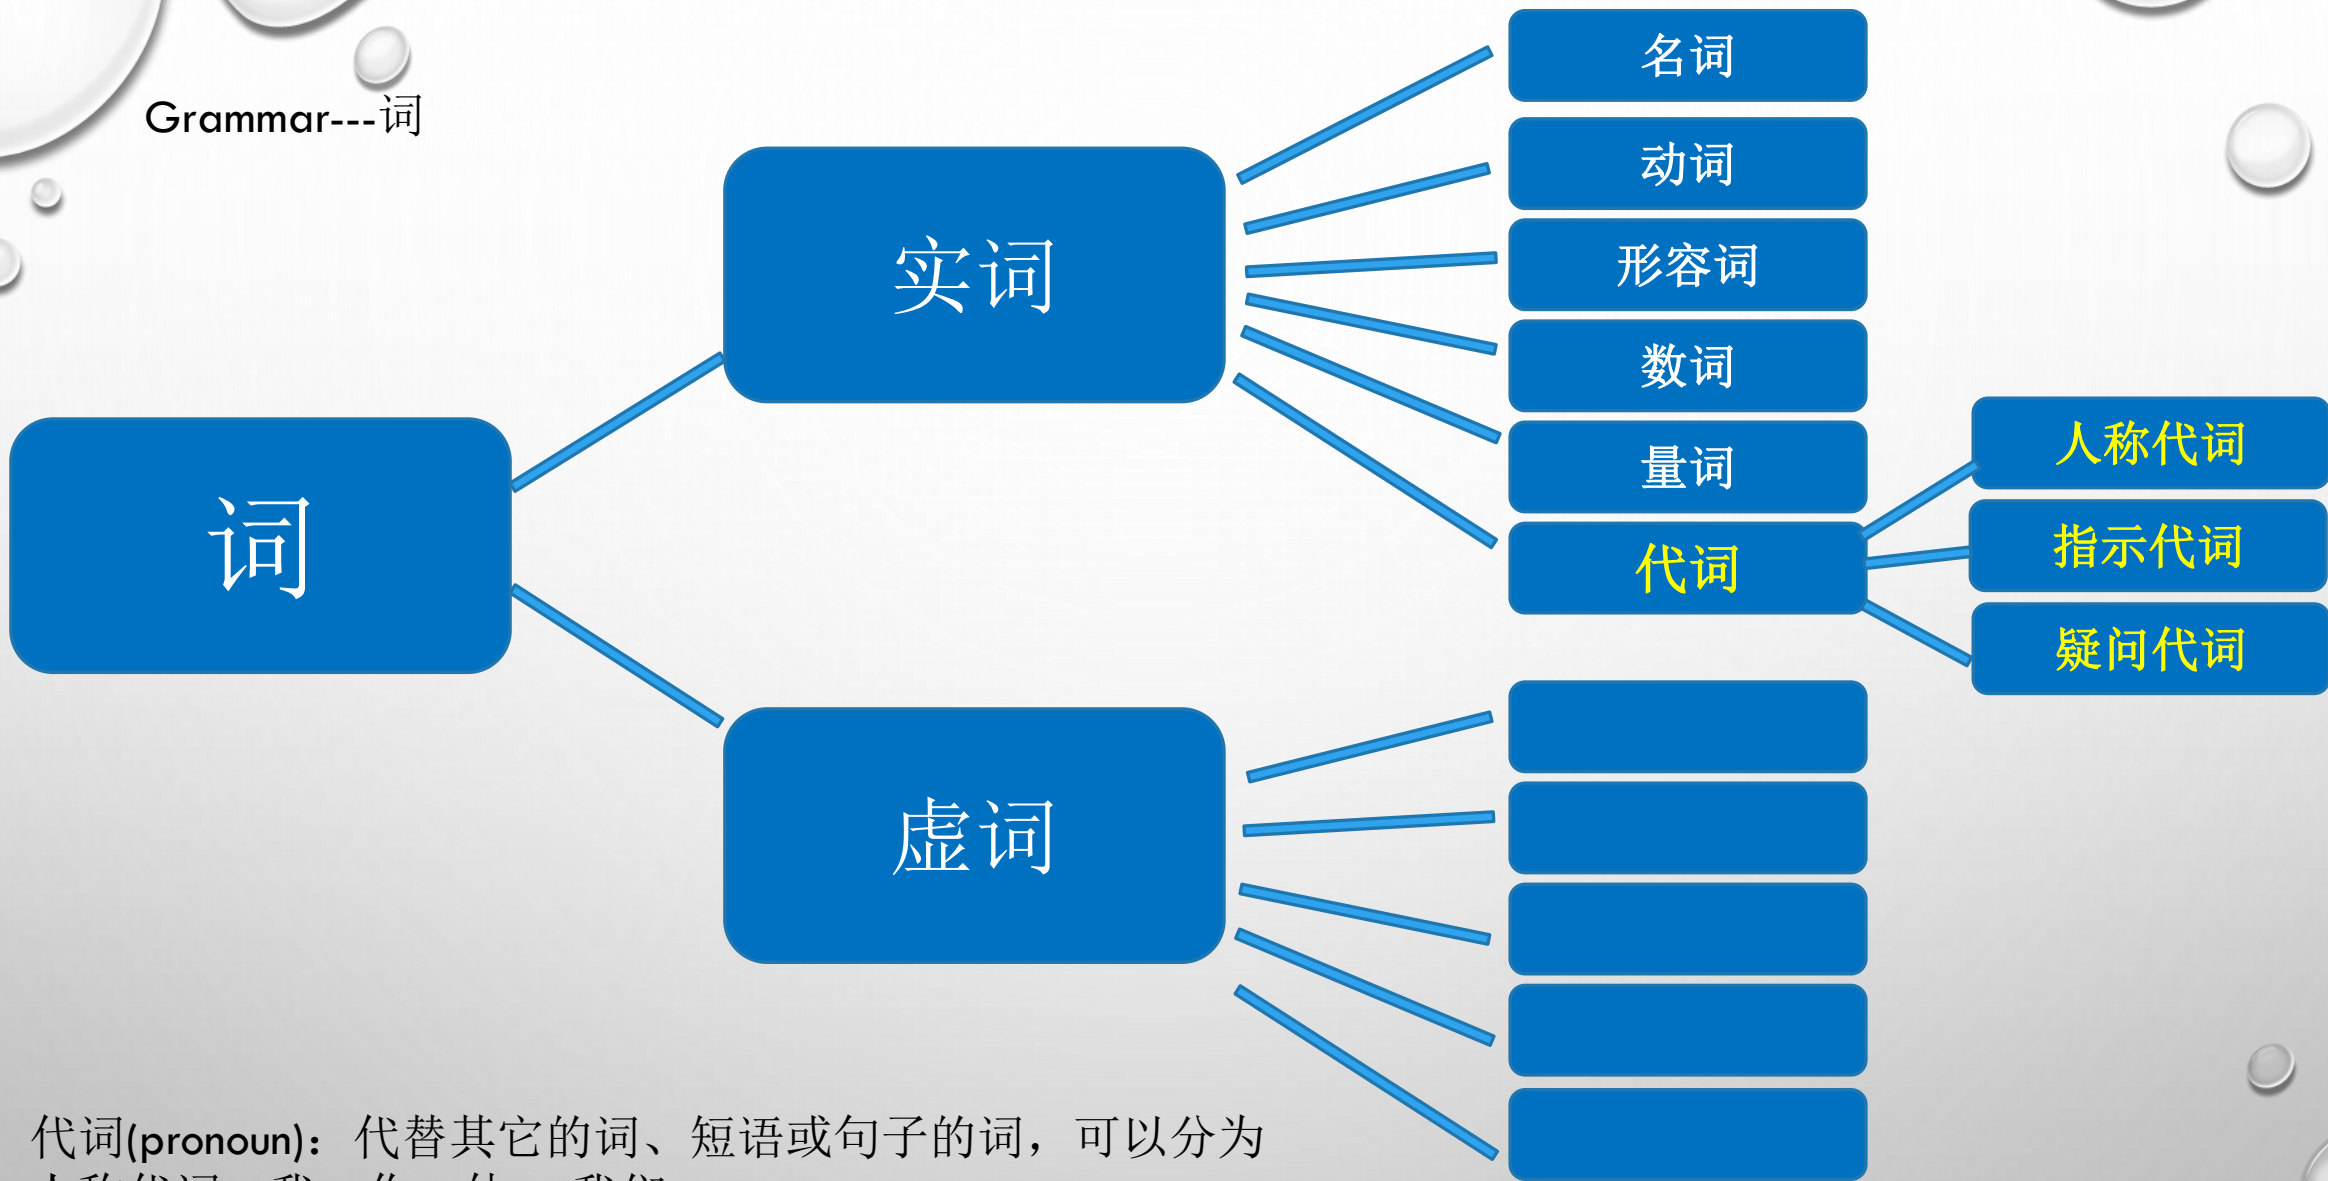 Grammar---词
词
实词
名词
动词
形容词
数词
量词
代词
人称代词
指示代词
疑问代词
虚词
代词(pronoun)：代替其它的词、短语或句子的词，可以分为